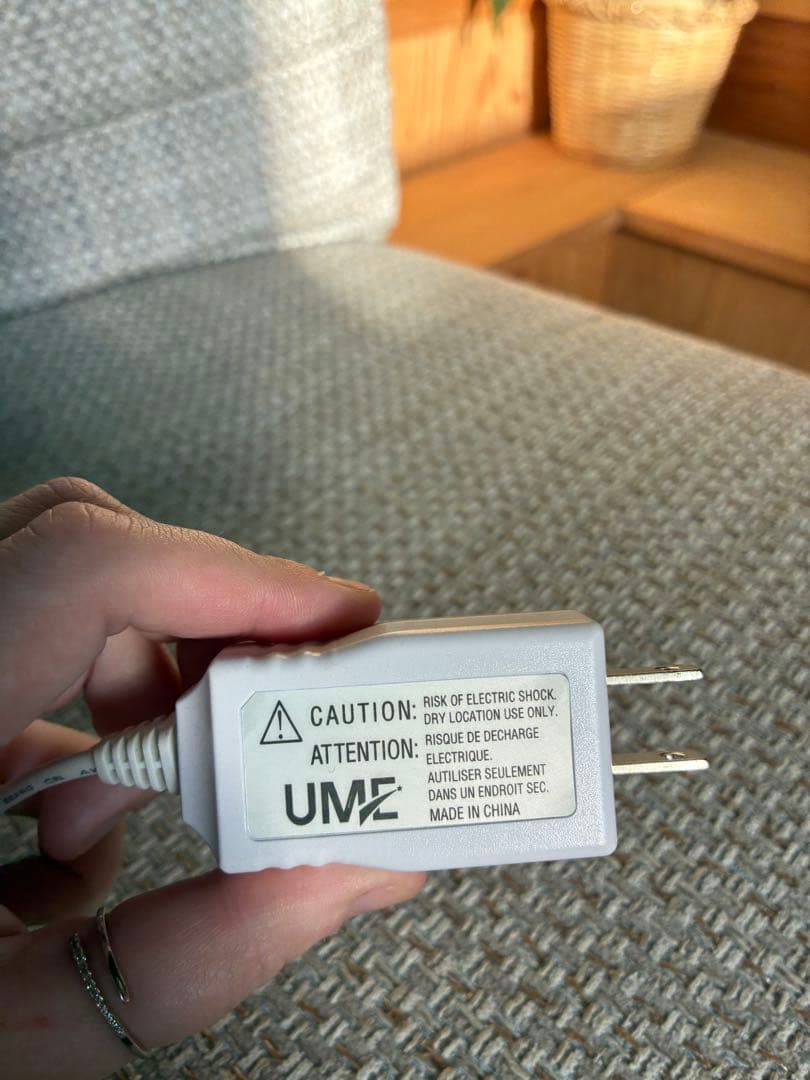 CAUTION: RISK OF ELECTRIC SHOCK.
DRY LOCATION USE ONLY.
ATTENTION: RISQUE DE DECHARGE
ELECTRIQUE.
AUTILISER SEULEMENT
DANS UN ENDROIT SEC.
UME
MADE IN CHINA